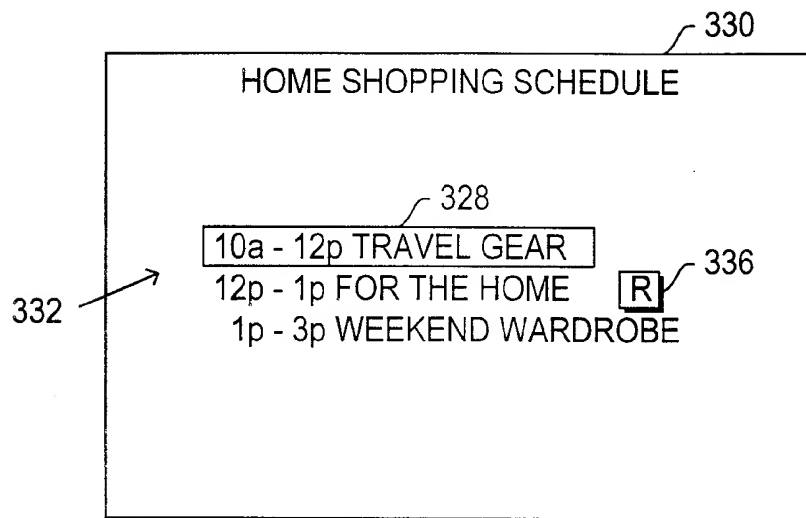 330
HOME SHOPPING SCHEDULE
328
10a - 12p TRAVEL GEAR
12p - 1p FOR THE HOME R 336
332
1p - 3p WEEKEND WARDROBE